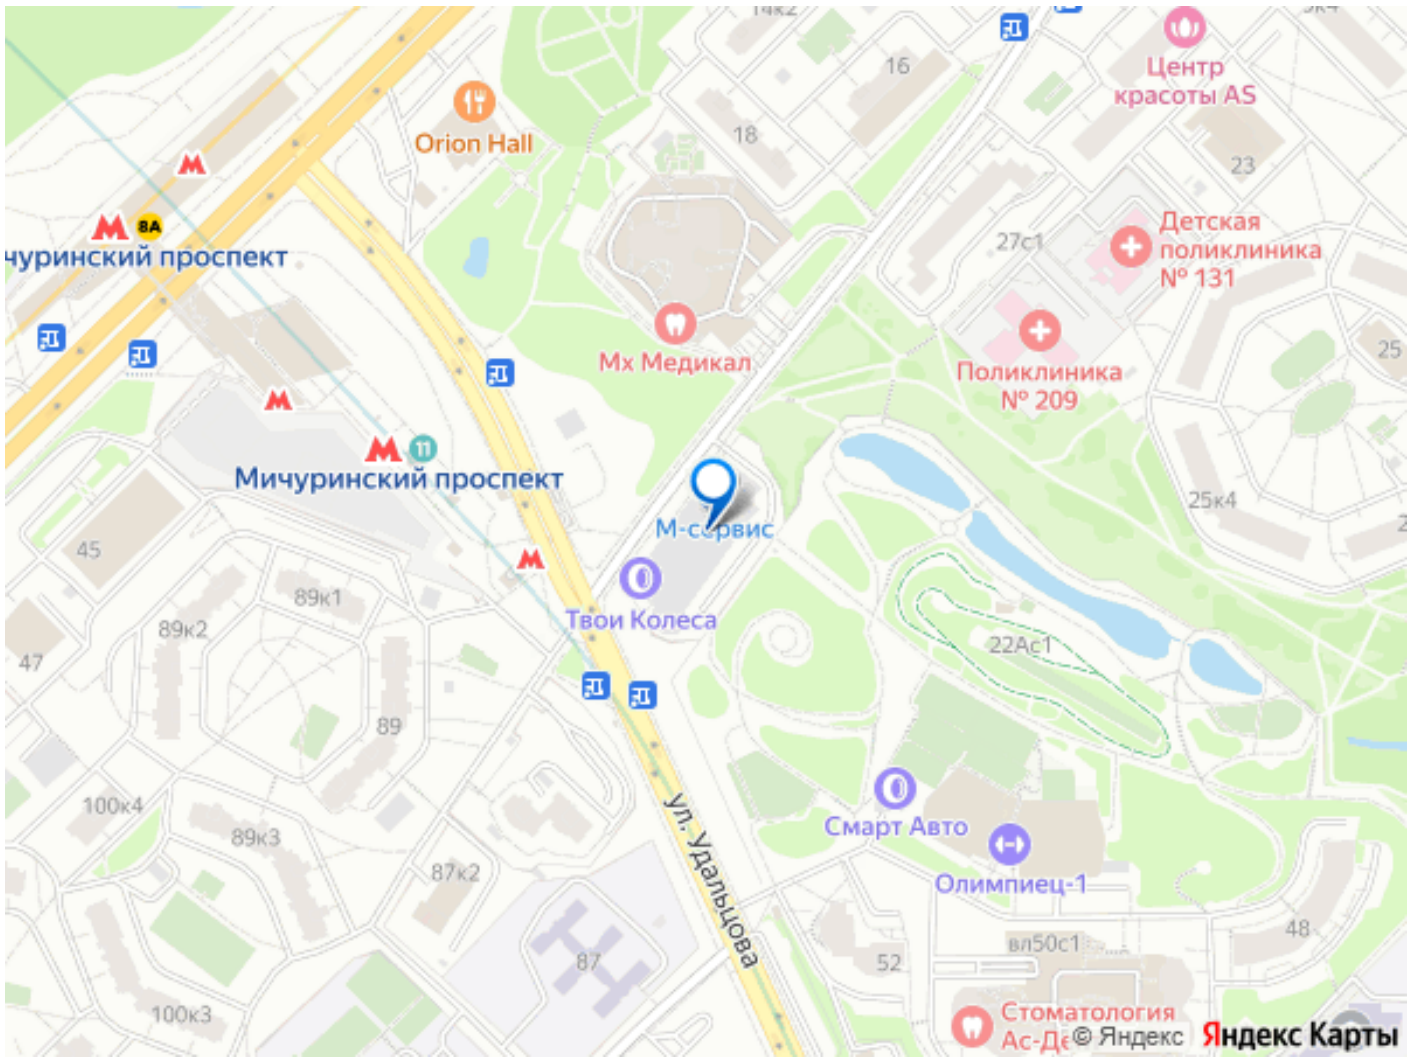 14к2
16
Центр
красоты AS
Orion Hall
18
23
8А
чуринский проспект
27с1
Детская
поликлиника
№ 131
25
Мх Медикал
Поликлиника
№ 209
11
Мичуринский проспект
25к4
М-сервис
45
89к1
Твои Колеса
89к2
22Ас1
47
89
100к4
Смарт Авто
89к3
ул. Удальцова
87к2
Олимпиец-1
48
вл50с1
87
52
100к3
Стоматология
Ас-Де
© Яндекс
Яндекс Карты